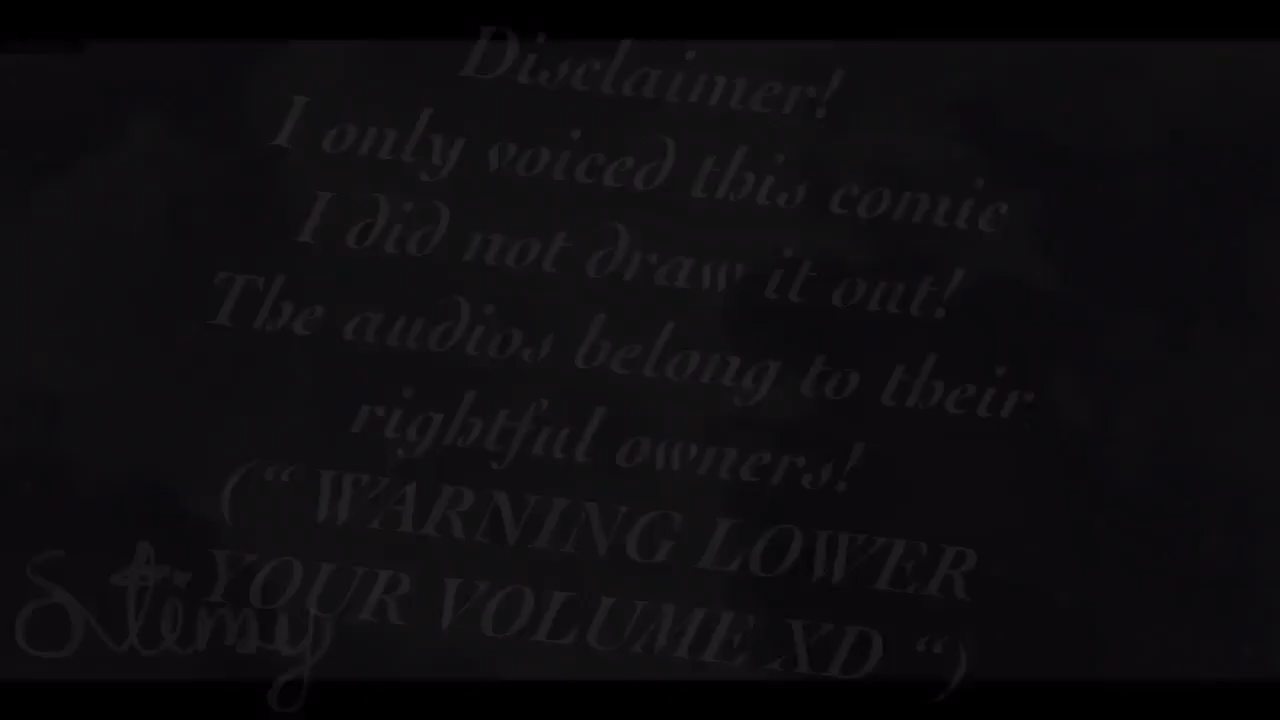 Disclaimer!
I only voiced this comic
I did not draw it out!
The audios belong to their
rightful owners!
(“ WARNING LOWER
YOUR VOLUME XD “)